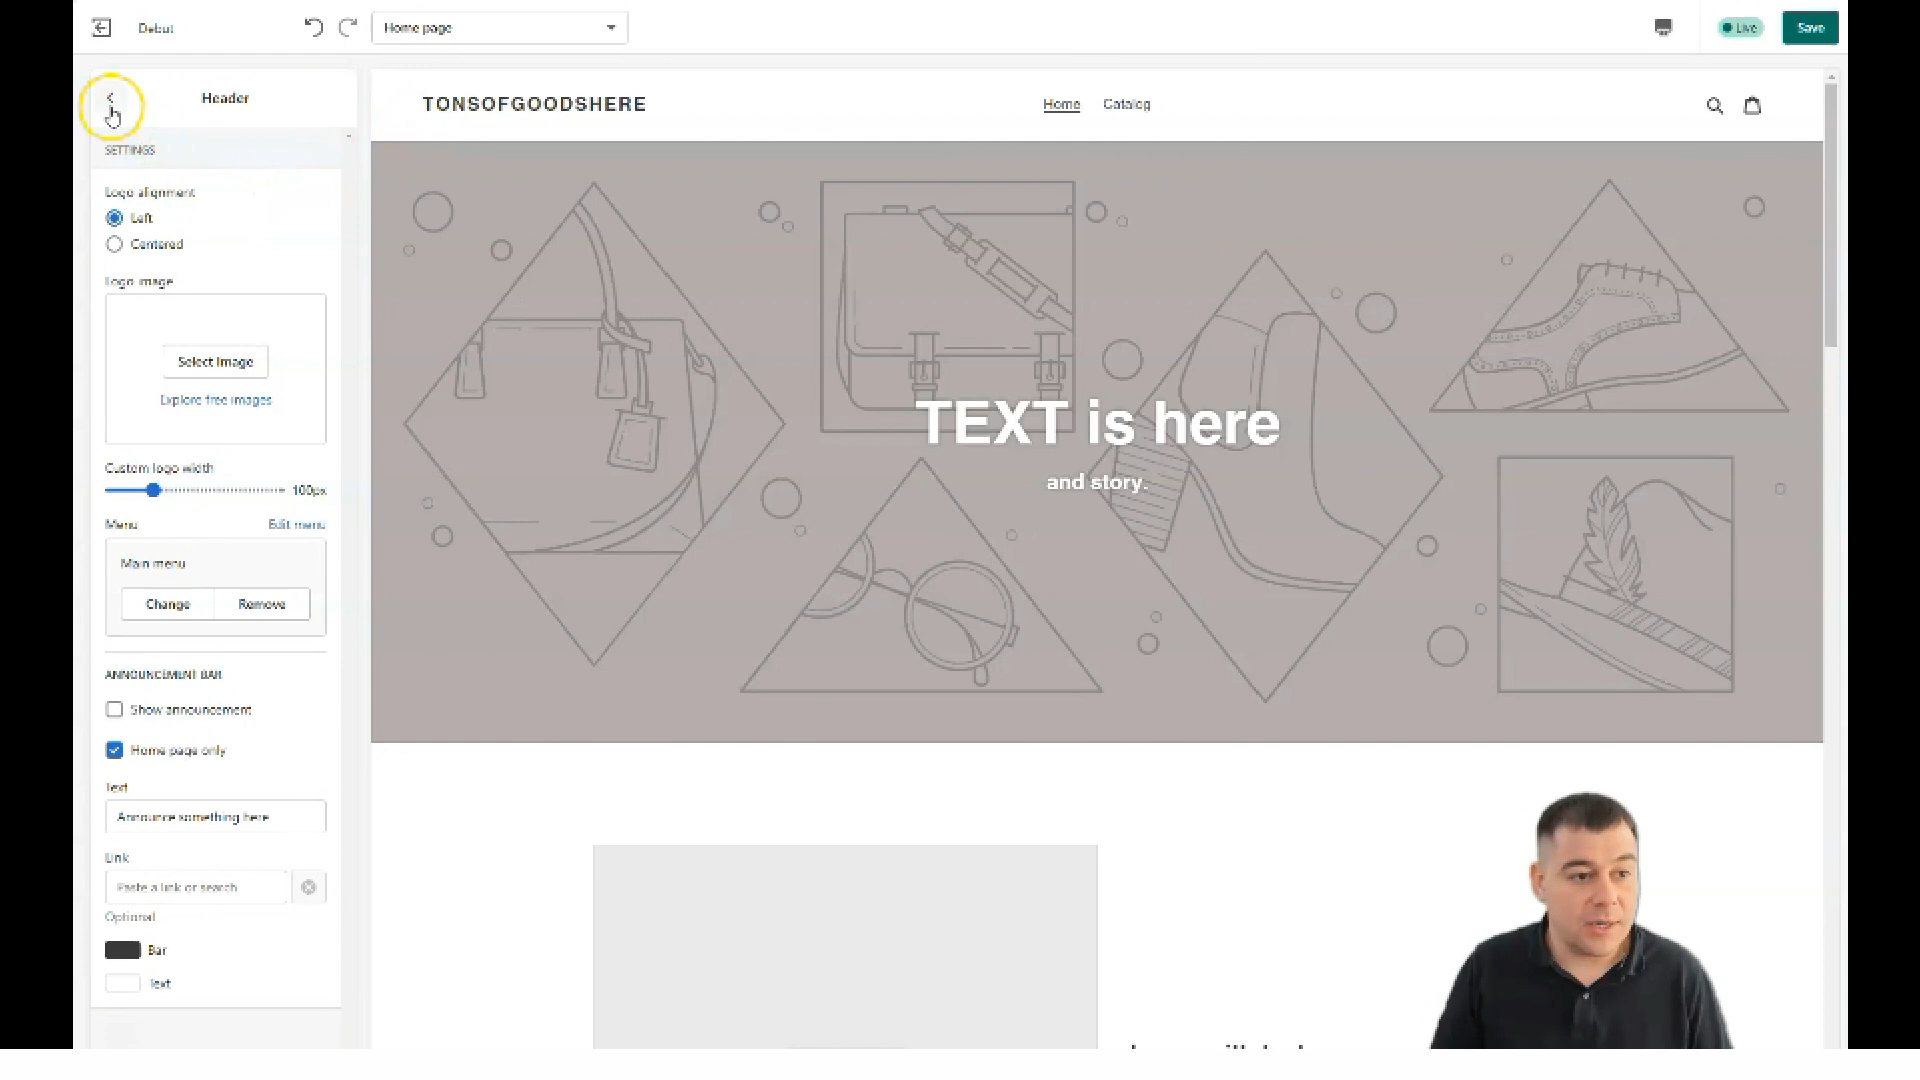 Debut
Home page
Live
Save
Header
SETTINGS
Logo alignment
Left
Centered
Logo image
Select image
Explore free images
Custom logo width
100px
Menu
Edit menu
Main menu
Change
Remove
ANNOUNCEMENT BAR
Show announcement
Home page only
Text
Announce something here
Link
Paste a link or search
Optional
Bar
Text
TONSOFGOODSHERE
Home
Catalog
TEXT is here
and story.